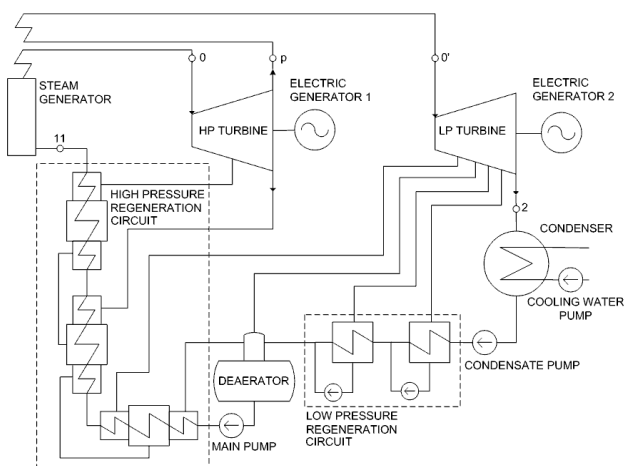 0
p
0'
STEAM
GENERATOR
ELECTRIC
GENERATOR 1
ELECTRIC
GENERATOR 2
HP TURBINE
LP TURBINE
11
HIGH PRESSURE
REGENERATION
CIRCUIT
2
CONDENSER
COOLING WATER
PUMP
DEAERATOR
CONDENSATE PUMP
MAIN PUMP
LOW PRESSURE
REGENERATION
CIRCUIT